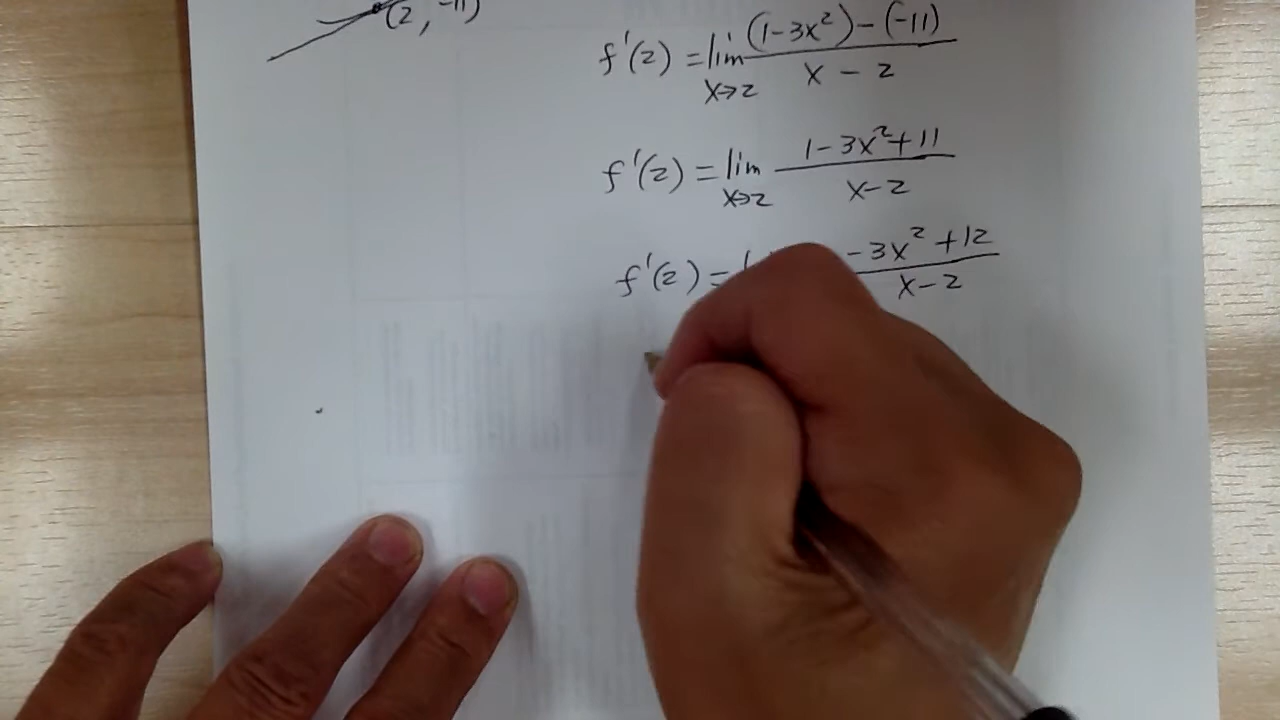 (2, -11)
f'(2) = lim (1-3x²)-(-11)
x→2 x - 2
f'(2) = lim 1-3x²+11
x→2 x-2
f'(2) = -3x²+12
x-2